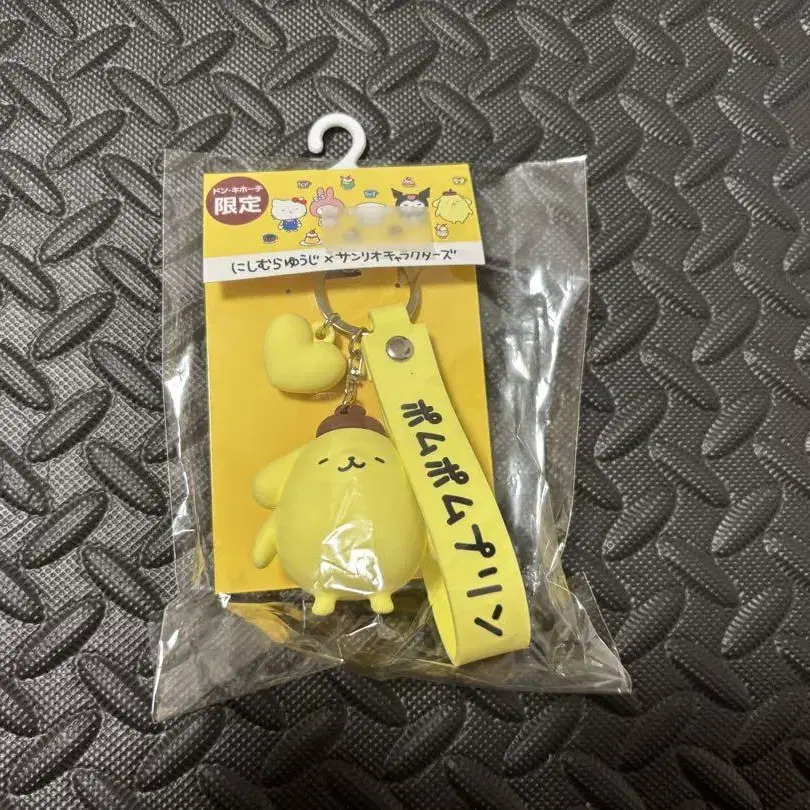 ドン・キホーテ
限定
にしむらゆうじ×サンリオキャラクターズ
ポムポムプリン